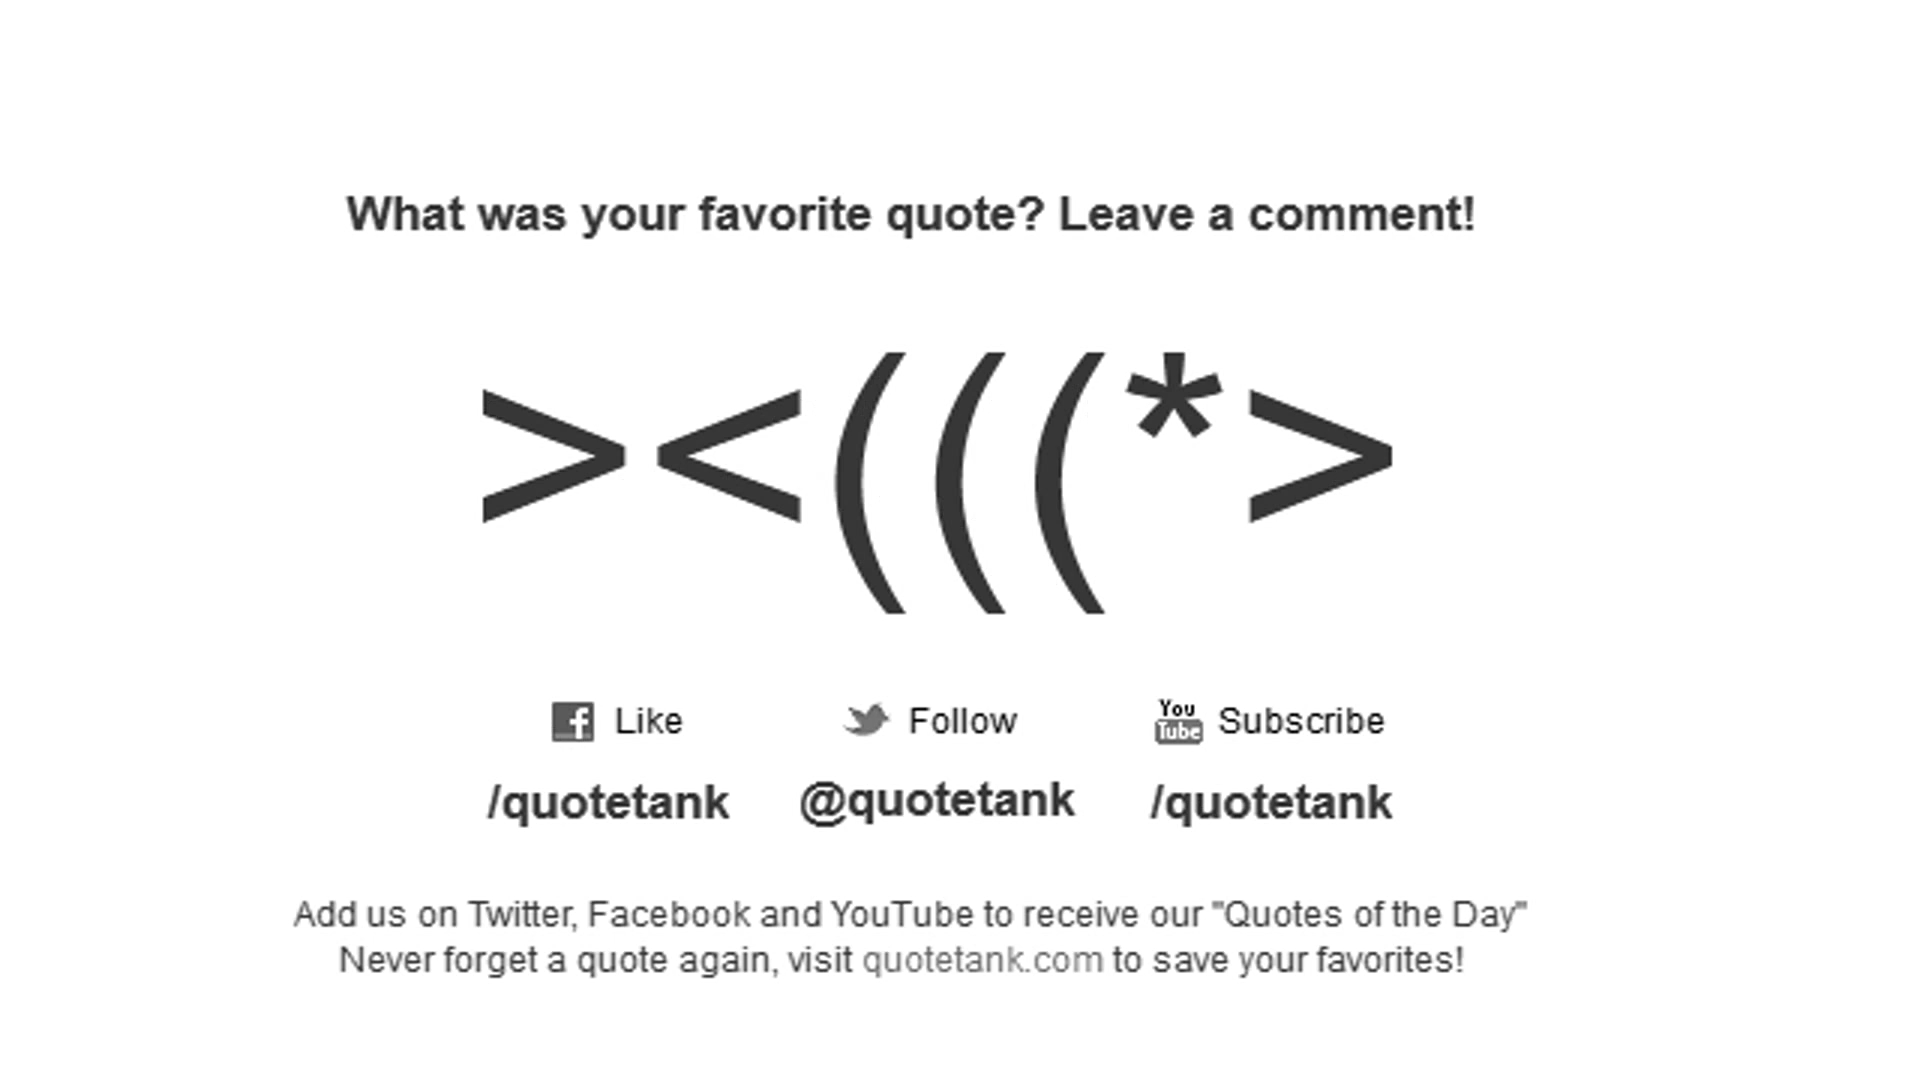 What was your favorite quote? Leave a comment!
><(((*>
f Like Follow You Tube Subscribe
/quotetank @quotetank /quotetank
Add us on Twitter, Facebook and YouTube to receive our "Quotes of the Day"
Never forget a quote again, visit quotetank.com to save your favorites!